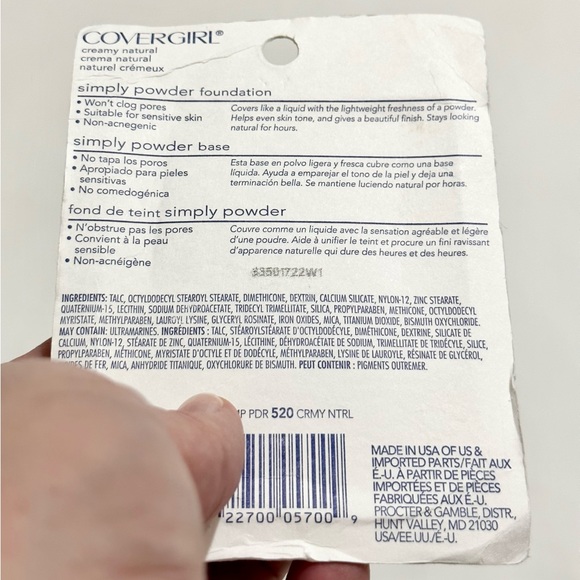 COVERGIRL®
creamy natural
crema natural
naturel crémeux
simply powder foundation
• Won't clog pores
• Suitable for sensitive skin
• Non-acnegenic
Covers like a liquid with the lightweight freshness of a powder.
Helps even skin tone, and gives a beautiful finish. Stays looking
natural for hours.
simply powder base
• No tapa los poros
• Apropiado para pieles
sensitivas
• No comedogénica
Esta base en polvo ligera y fresca cubre como una base
líquida. Ayuda a emparejar el tono de la piel y deja una
terminación bella. Se mantiene luciendo natural por horas.
fond de teint simply powder
• N'obstrue pas les pores
• Convient à la peau
sensible
• Non-acnéigène
Couvre comme un liquide avec la sensation agréable et légère
d'une poudre. Aide à unifier le teint et procure un fini ravissant
d'apparence naturelle qui dure des heures et des heures.
33501722W1
INGREDIENTS: TALC, OCTYLDODECYL STEAROYL STEARATE, DIMETHICONE, DEXTRIN, CALCIUM SILICATE, NYLON-12, ZINC STEARATE,
QUATERNIUM-15, LECITHIN, SODIUM DEHYDROACETATE, TRIDECYL TRIMELLITATE, SILICA, PROPYLPARABEN, METHICONE, OCTYLDODECYL
MYRISTATE, METHYLPARABEN, LAUROYL LYSINE, GLYCERYL ROSINATE, IRON OXIDES, MICA, TITANIUM DIOXIDE, BISMUTH OXYCHLORIDE.
MAY CONTAIN: ULTRAMARINES. INGRÉDIENTS : TALC, STÉAROYLSTÉARATE D'OCTYLDODÉCYLE, DIMÉTHICONE, DEXTRINE, SILICATE DE
CALCIUM, NYLON-12, STÉARATE DE ZINC, QUATERNIUM-15, LÉCITHINE, DÉHYDROACÉTATE DE SODIUM, TRIMELLITATE DE TRIDÉCYLE, SILICE,
PROPYLPARABEN, MÉTHICONE, MYRISTATE D'OCTYLE ET DE DODÉCYLE, MÉTHYLPARABEN, LYSINE DE LAUROYLE, RÉSINATE DE GLYCÉROL,
DE FER, MICA, ANHYDRIDE TITANIQUE, OXYCHLORURE DE BISMUTH. PEUT CONTENIR : PIGMENTS OUTREMER.
PDR 520 CRMY NTRL
22700 05700 9
MADE IN USA OF US &
IMPORTED PARTS/FAIT AUX
É.-U. À PARTIR DE PIÈCES
IMPORTÉES ET DE PIÈCES
FABRIQUÉES AUX É.-U.
PROCTER & GAMBLE, DISTR.,
HUNT VALLEY, MD 21030
USA/EE.UU./É.-U.